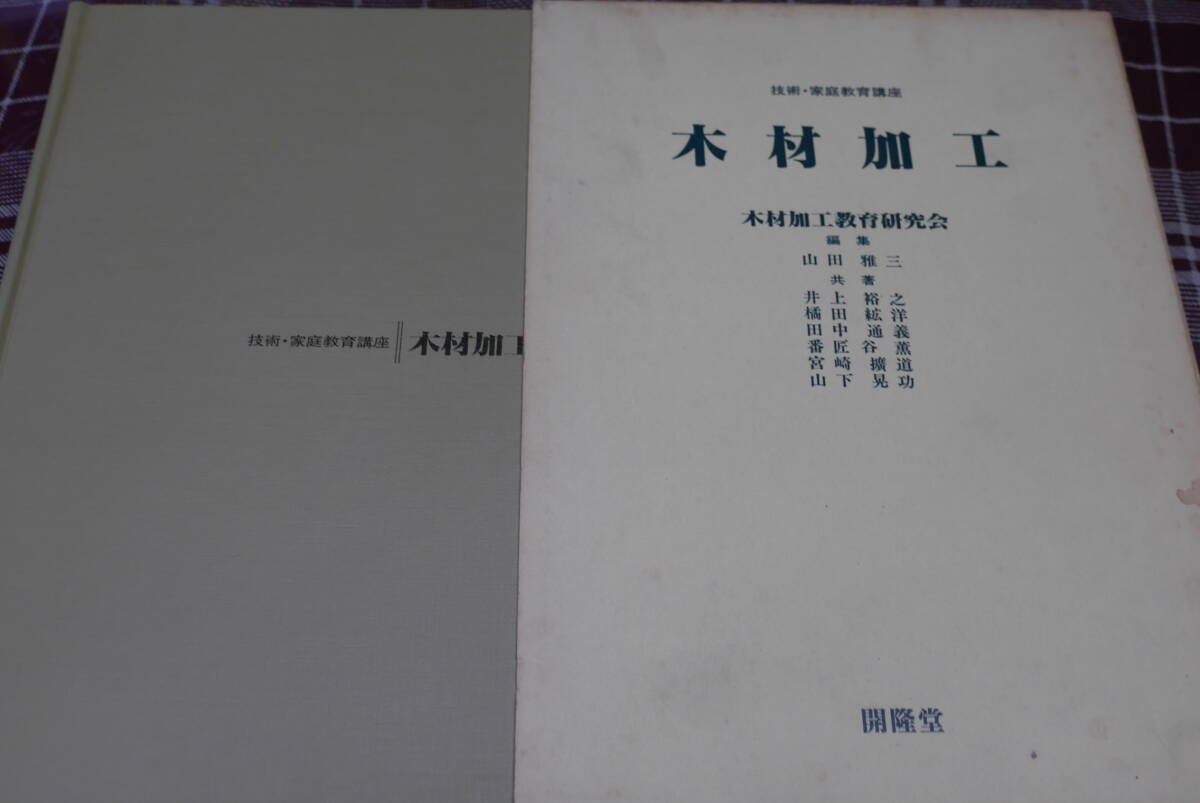 技術・家庭教育講座 木材加工
技術・家庭教育講座
木材加工
木材加工教育研究会
編集
山田雅三
共著
井上裕之
橘田紘洋
田中通義
番匠谷薫
宮崎擴道
山下晃功
開隆堂